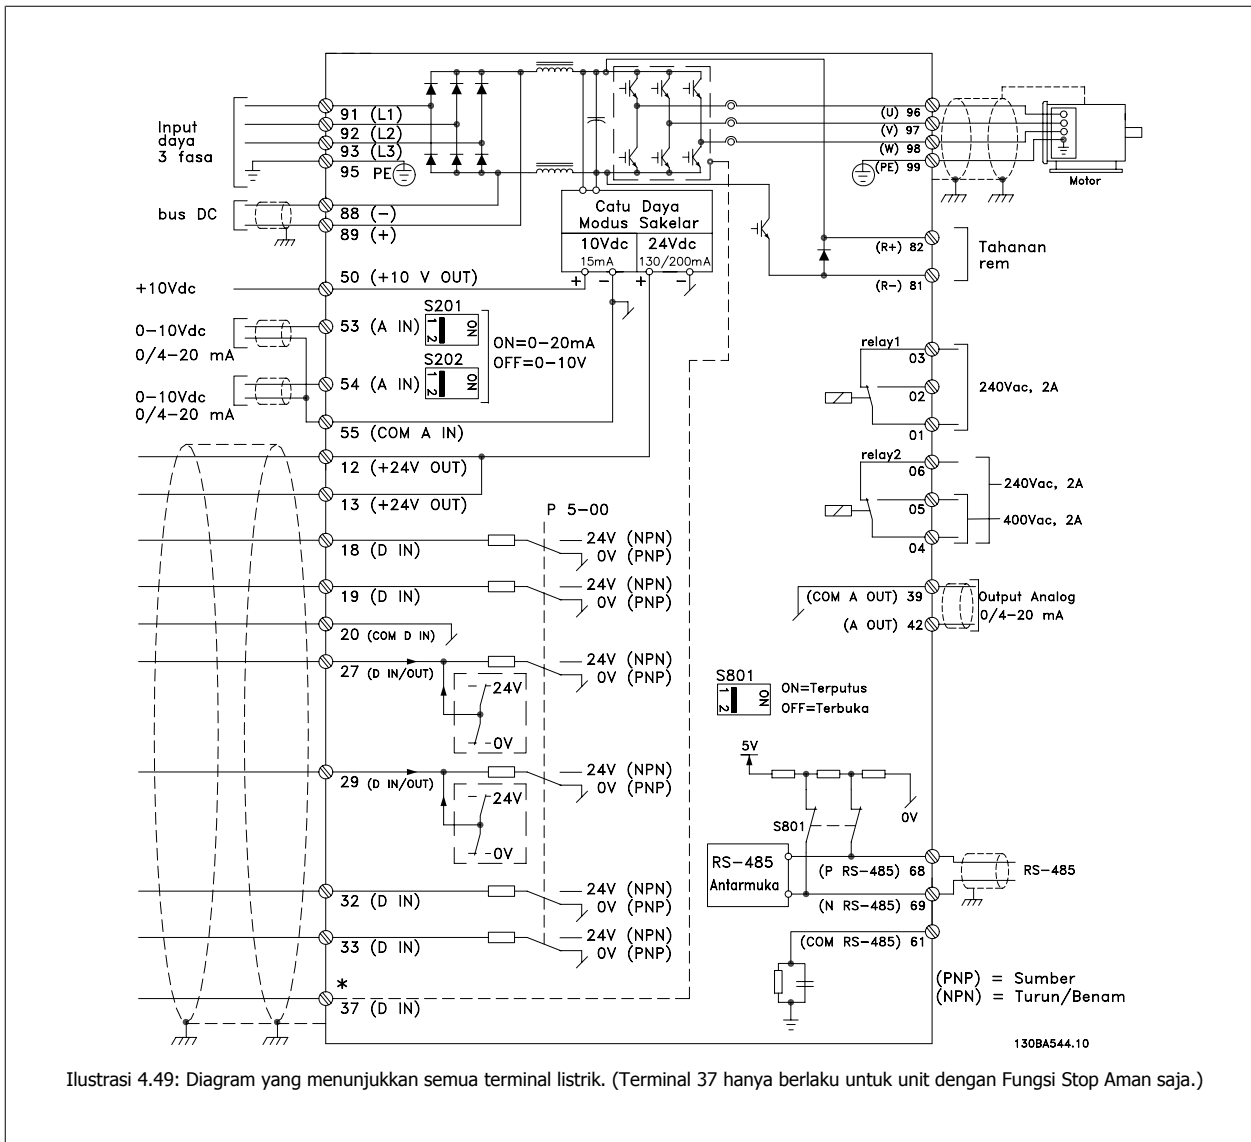 Input
daya
3 fasa
91 (L1)
92 (L2)
93 (L3)
95 PE
bus DC
88 (−)
89 (+)
+10Vdc
50 (+10 V OUT)
0−10Vdc
0/4−20 mA
53 (A IN)
S201
1 2
ON
ON=0−20mA
OFF=0−10V
S202
1 2
ON
0−10Vdc
0/4−20 mA
54 (A IN)
55 (COM A IN)
12 (+24V OUT)
13 (+24V OUT)
Catu Daya
Modus Sakelar
10Vdc
15mA
24Vdc
130/200mA
+ − + −
P 5-00
18 (D IN)
24V (NPN)
0V (PNP)
19 (D IN)
24V (NPN)
0V (PNP)
20 (COM D IN)
27 (D IN/OUT)
24V (NPN)
0V (PNP)
24V
0V
29 (D IN/OUT)
24V (NPN)
0V (PNP)
24V
0V
32 (D IN)
24V (NPN)
0V (PNP)
33 (D IN)
24V (NPN)
0V (PNP)
*
37 (D IN)
(U) 96
(V) 97
(W) 98
(PE) 99
Motor
(R+) 82
Tahanan
rem
(R−) 81
relay1
03
02
01
240Vac, 2A
relay2
06
05
04
240Vac, 2A
400Vac, 2A
(COM A OUT) 39
(A OUT) 42
Output Analog
0/4−20 mA
S801
1 2
ON
ON=Terputus
OFF=Terbuka
5V
S801
0V
RS-485
Antarmuka
(P RS-485) 68
(N RS-485) 69
RS-485
(COM RS-485) 61
(PNP) = Sumber
(NPN) = Turun/Benam
130BA544.10
Ilustrasi 4.49: Diagram yang menunjukkan semua terminal listrik. (Terminal 37 hanya berlaku untuk unit dengan Fungsi Stop Aman saja.)